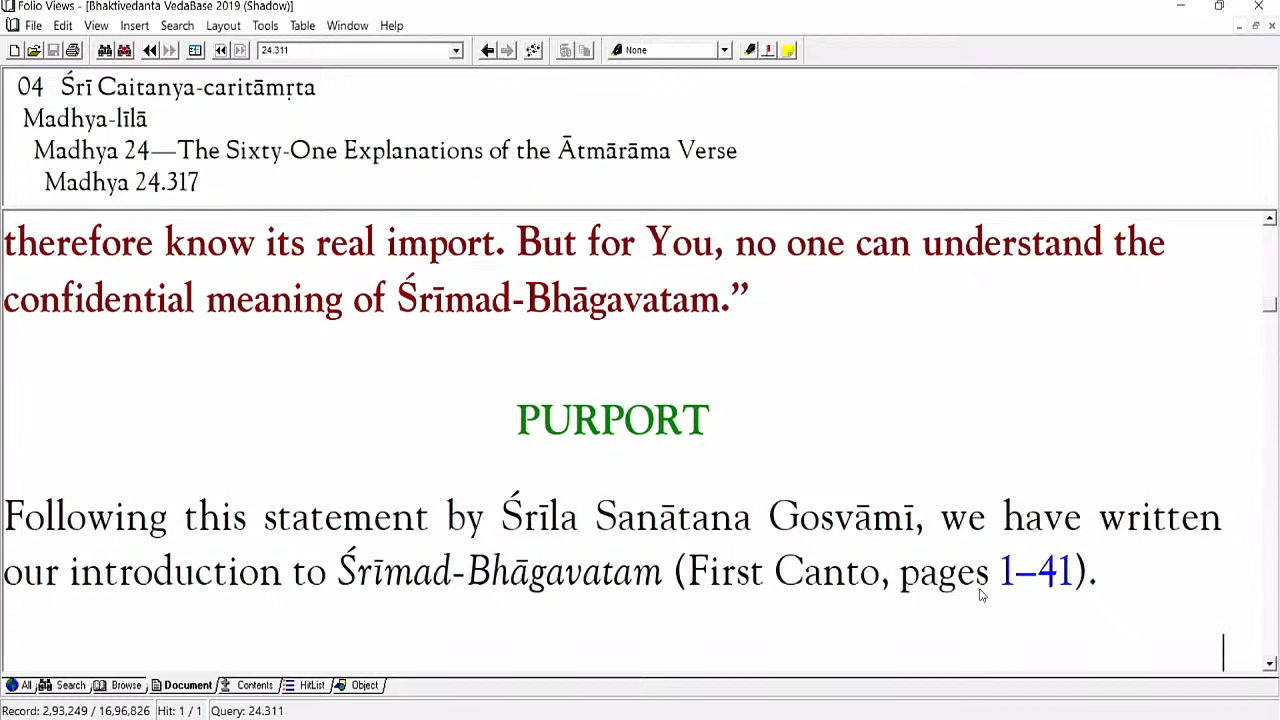 Folio Views - [Bhaktivedanta VedaBase 2019 (Shadow)]
File Edit View Insert Search Layout Tools Table Window Help
24.311 None
04 Śrī Caitanya-caritāmṛta
Madhya-līlā
Madhya 24—The Sixty-One Explanations of the Ātmārāma Verse
Madhya 24.317
therefore know its real import. But for You, no one can understand the
confidential meaning of Śrīmad-Bhāgavatam.”
PURPORT
Following this statement by Śrīla Sanātana Gosvāmī, we have written
our introduction to Śrīmad-Bhāgavatam (First Canto, pages 1–41).
All Search Browse Document Contents HitList Object
Record: 2,93,249 / 16,96,826 Hit: 1 / 1 Query: 24.311